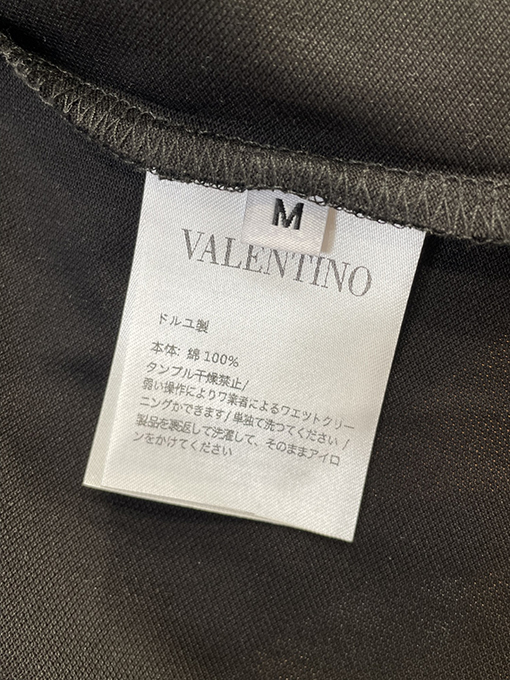 M
VALENTINO
ドルユ製
本体: 綿 100%
タンブル干燥禁止/
弱い操作によりワ業者によるウエットクリー
ニングができます/ 単独で洗つてください /
製品を裏返して洗濯して、そのままアイロ
ンをかけてください